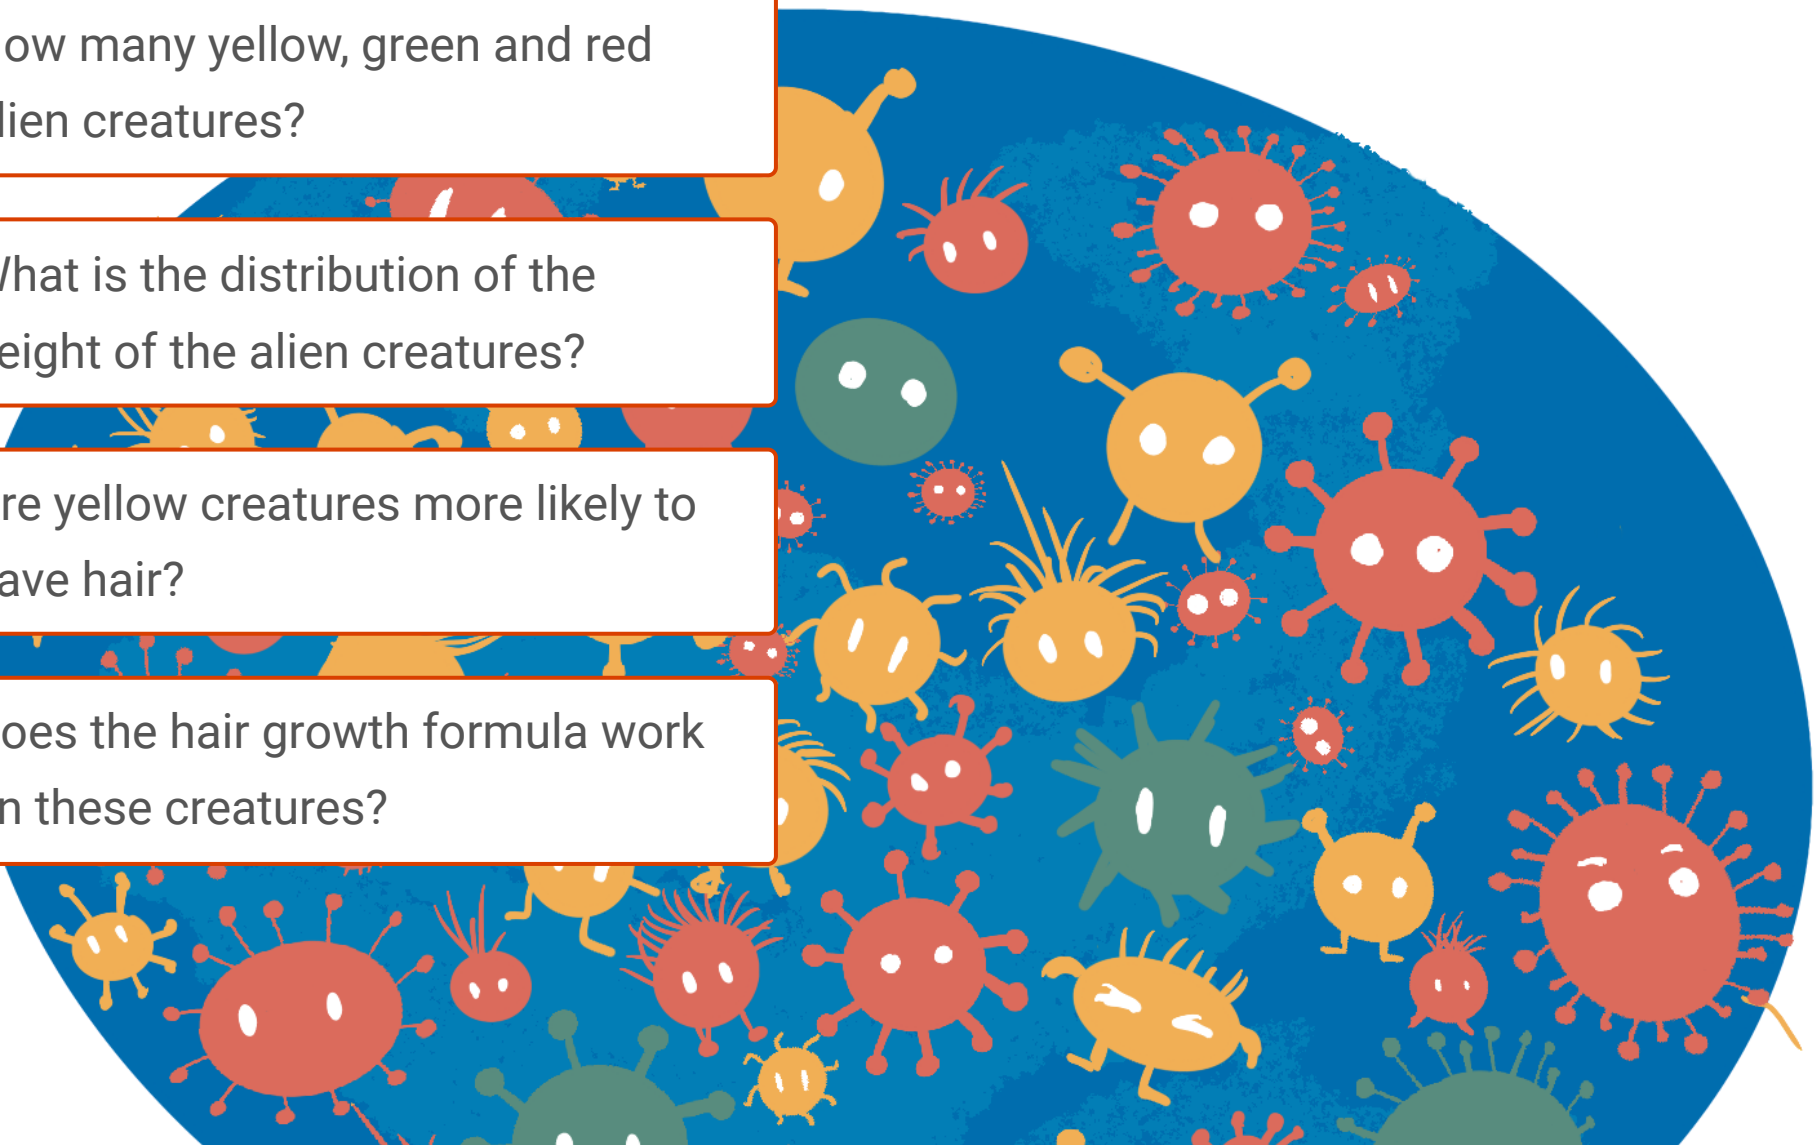 ow many yellow, green and red
lien creatures?
What is the distribution of the
eight of the alien creatures?
re yellow creatures more likely to
ave hair?
oes the hair growth formula work
n these creatures?